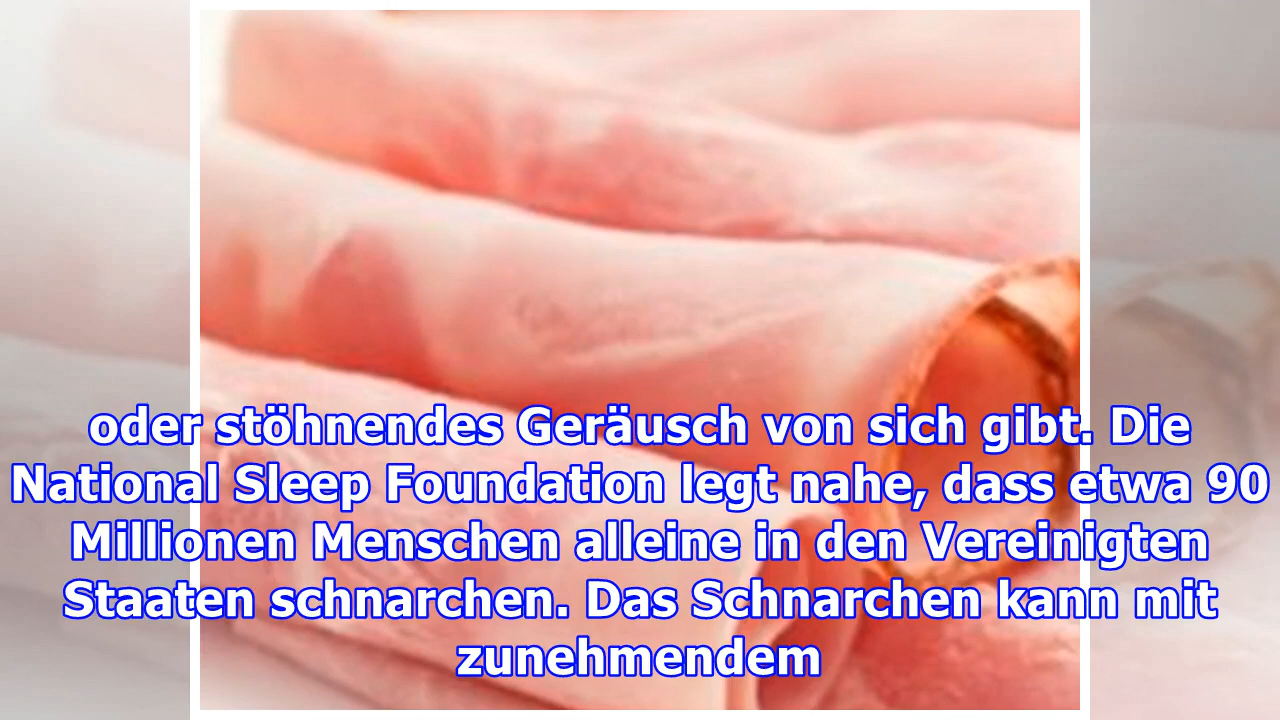 oder stöhnendes Geräusch von sich gibt. Die
National Sleep Foundation legt nahe, dass etwa 90
Millionen Menschen alleine in den Vereinigten
Staaten schnarchen. Das Schnarchen kann mit
zunehmendem